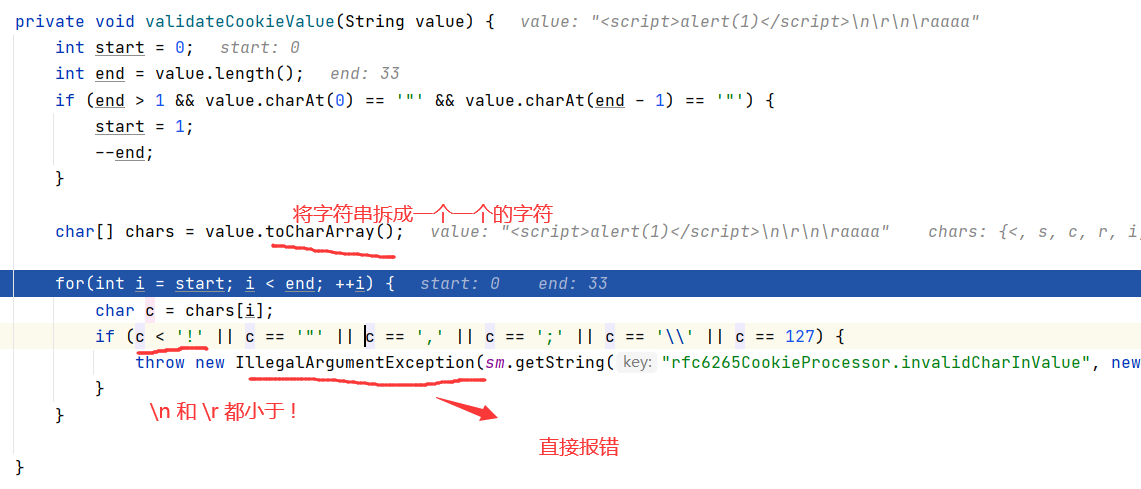 private void validateCookieValue(String value) {   value: "<script>alert(1)</script>\n\r\n\raaaa"
int start = 0;   start: 0
int end = value.length();   end: 33
if (end > 1 && value.charAt(0) == '"' && value.charAt(end - 1) == '"') {
start = 1;
--end;
}
将字符串拆成一个一个的字符
char[] chars = value.toCharArray();   value: "<script>alert(1)</script>\n\r\n\raaaa"   chars: {<, s, c, r, i,
for(int i = start; i < end; ++i) {   start: 0   end: 33
char c = chars[i];
if (c < '!' || c == '"' || c == ',' || c == ';' || c == '\\' || c == 127) {
throw new IllegalArgumentException(sm.getString( key: "rfc6265CookieProcessor.invalidCharInValue", new
}
\n 和 \r 都小于 !
}
直接报错
}